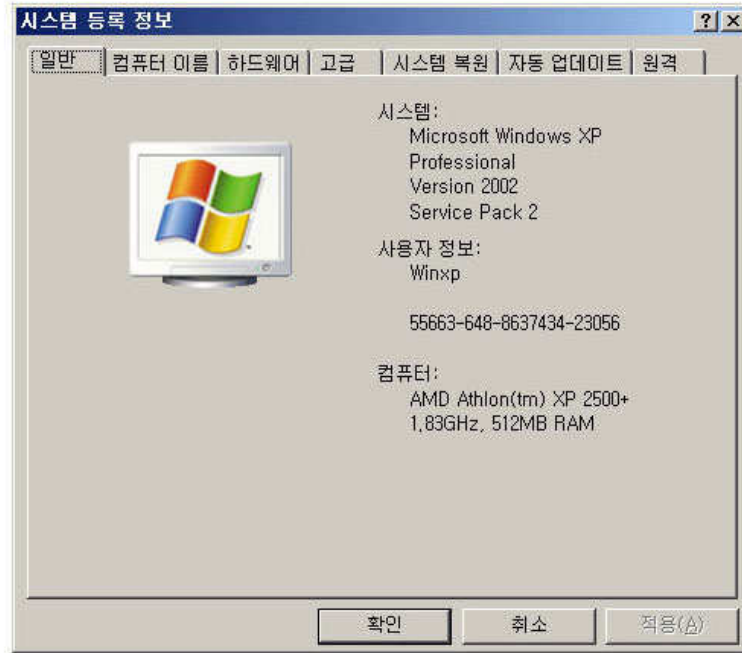 시스템 등록 정보
일반 컴퓨터 이름 하드웨어 고급 시스템 복원 자동 업데이트 원격
시스템:
Microsoft Windows XP
Professional
Version 2002
Service Pack 2
사용자 정보:
Winxp
55663-648-8637434-23056
컴퓨터:
AMD Athlon(tm) XP 2500+
1,83GHz, 512MB RAM
확인 취소 적용(A)